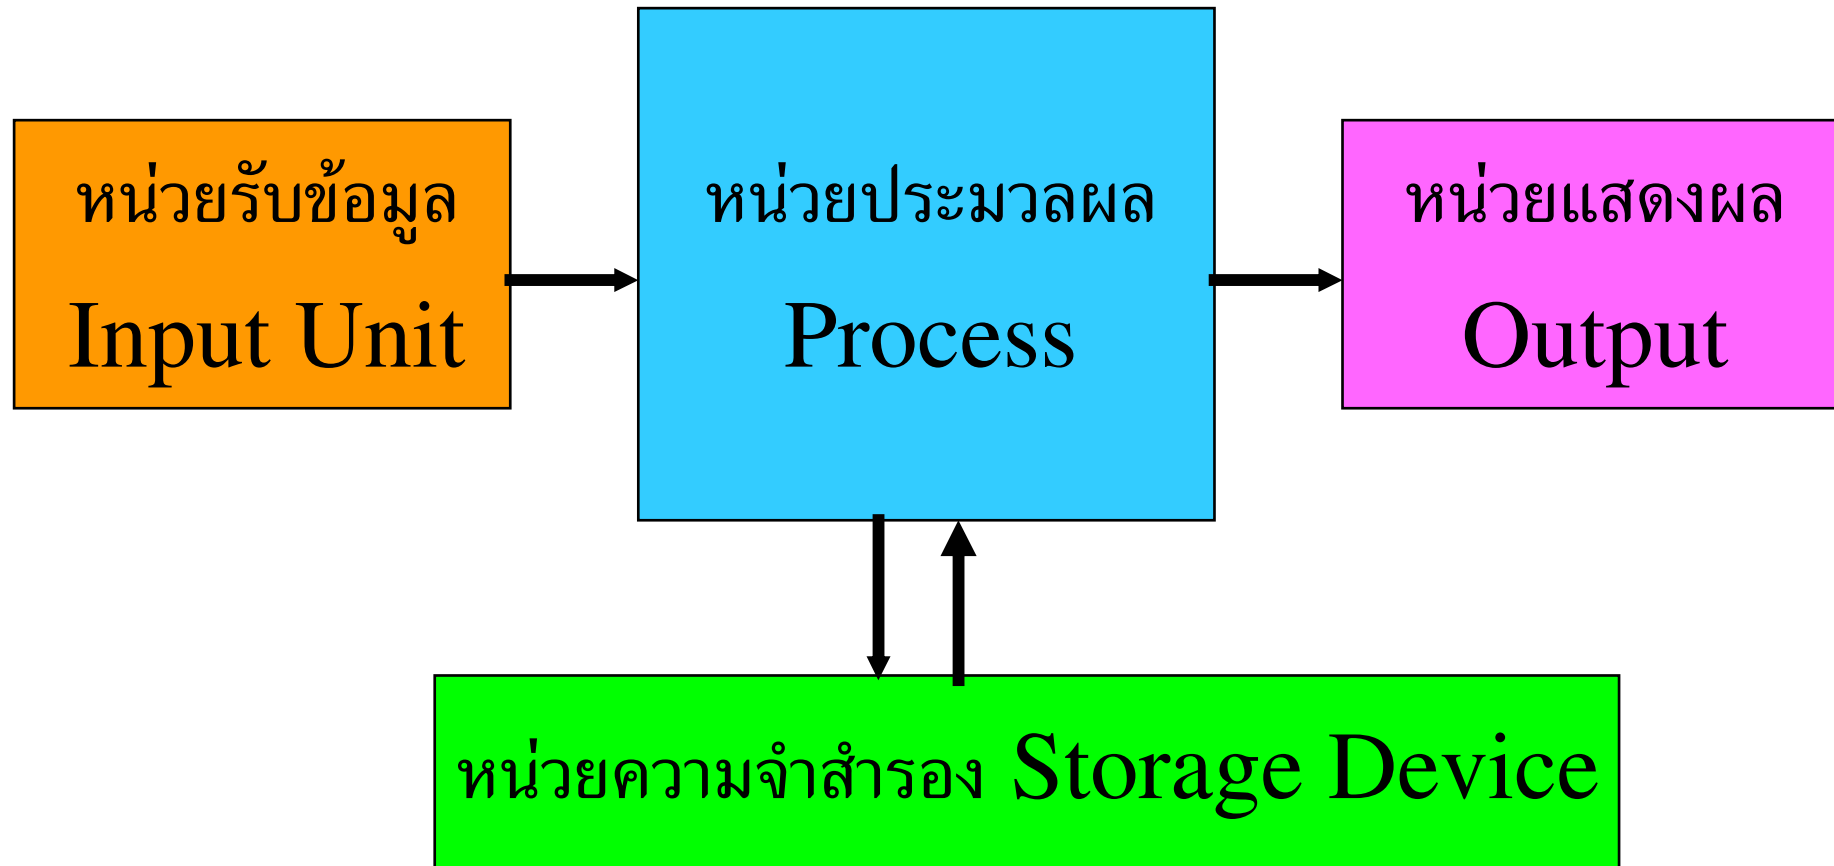 หน่วยรับข้อมูล
Input Unit
หน่วยประมวลผล
Process
หน่วยแสดงผล
Output
หน่วยความจำสำรอง Storage Device